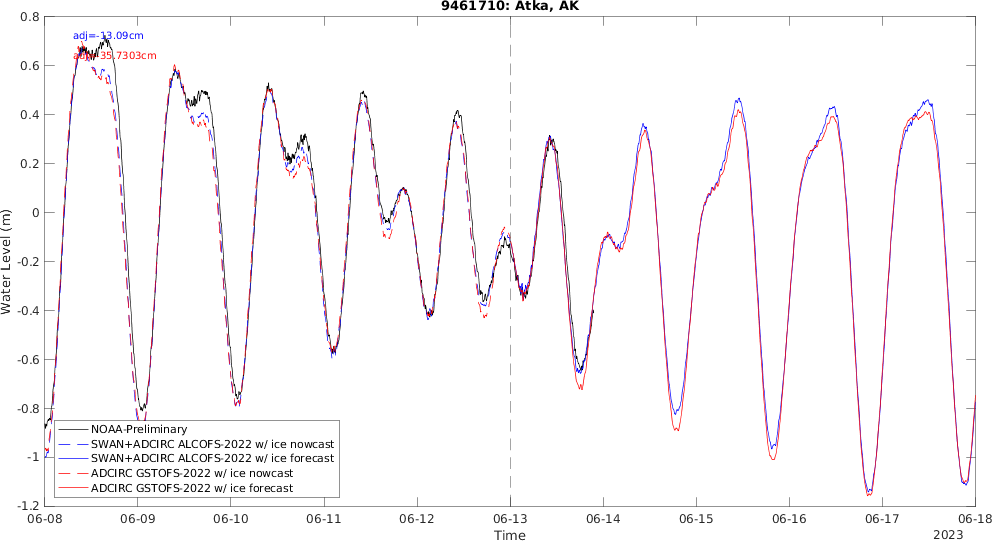 9461710: Atka, AK
adj=-13.09cm
adj=-35.7303cm
Water Level (m)
0.8
0.6
0.4
0.2
0
-0.2
-0.4
-0.6
-0.8
-1
-1.2
NOAA-Preliminary
SWAN+ADCIRC ALCOFS-2022 w/ ice nowcast
SWAN+ADCIRC ALCOFS-2022 w/ ice forecast
ADCIRC GSTOFS-2022 w/ ice nowcast
ADCIRC GSTOFS-2022 w/ ice forecast
06-08 06-09 06-10 06-11 06-12 06-13 06-14 06-15 06-16 06-17 06-18
Time
2023